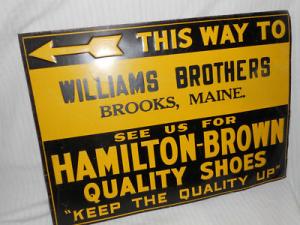 THIS WAY TO
WILLIAMS BROTHERS
BROOKS, MAINE.
SEE US FOR
HAMILTON-BROWN
QUALITY SHOES
"KEEP THE QUALITY UP"